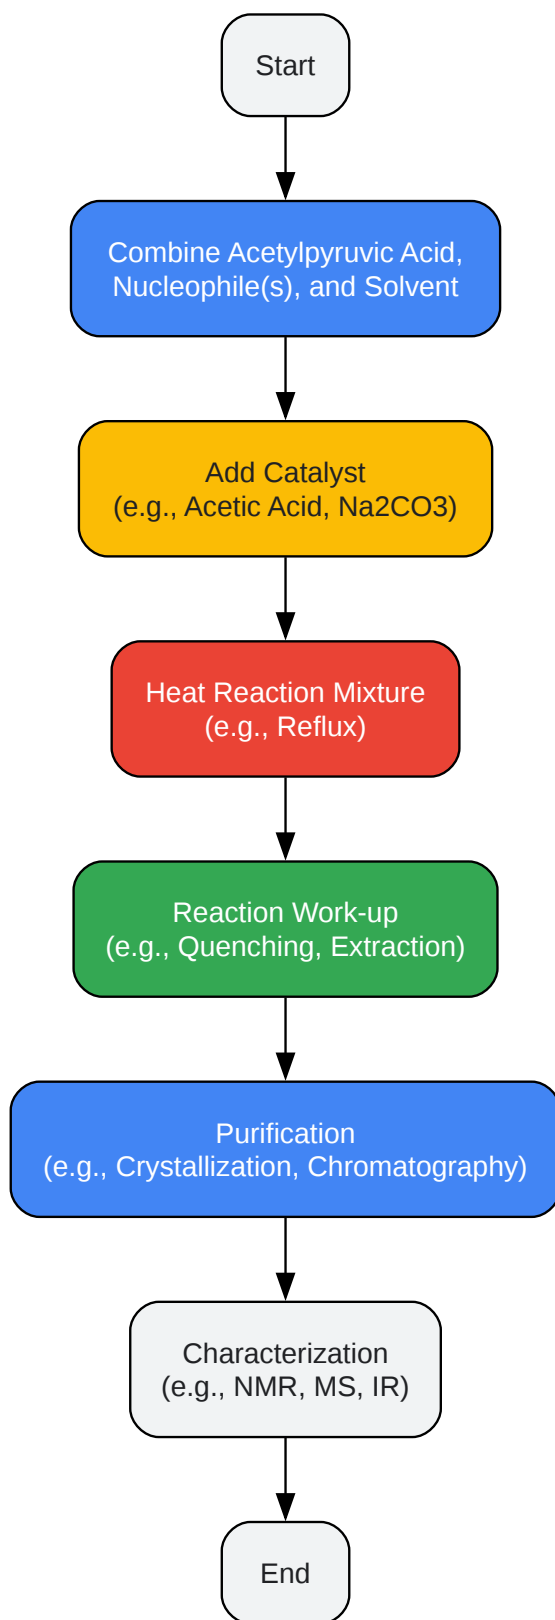 Start
Combine Acetylpyruvic Acid,
Nucleophile(s), and Solvent
Add Catalyst
(e.g., Acetic Acid, Na2CO3)
Heat Reaction Mixture
(e.g., Reflux)
Reaction Work-up
(e.g., Quenching, Extraction)
Purification
(e.g., Crystallization, Chromatography)
Characterization
(e.g., NMR, MS, IR)
End